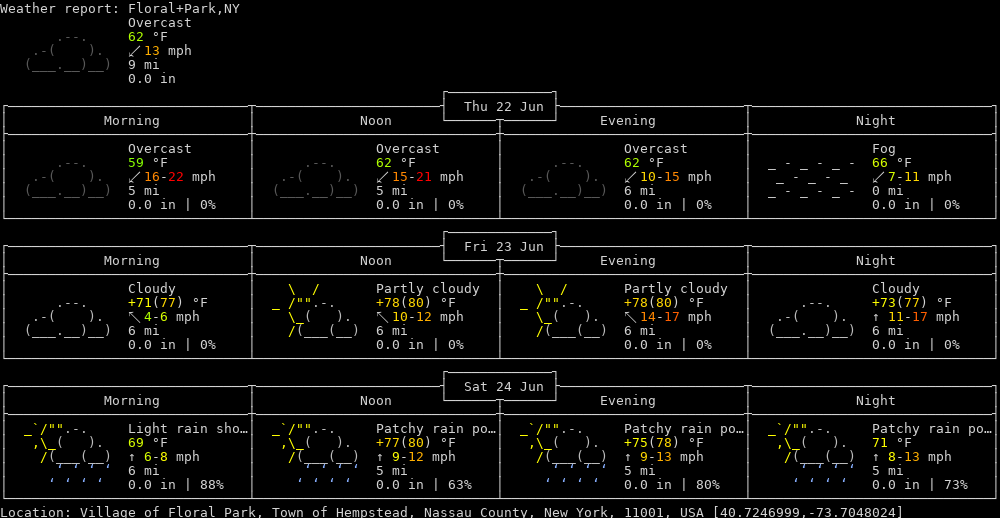 Weather report: Floral+Park,NY
Overcast
62 °F
↙ 13 mph
9 mi
0.0 in
Thu 22 Jun
Morning Noon Evening Night
Overcast Overcast Overcast Fog
59 °F 62 °F 62 °F 66 °F
↙ 16-22 mph ↙ 15-21 mph ↙ 10-15 mph ↙ 7-11 mph
5 mi 5 mi 6 mi 0 mi
0.0 in | 0% 0.0 in | 0% 0.0 in | 0% 0.0 in | 0%
Fri 23 Jun
Morning Noon Evening Night
Cloudy Partly cloudy Partly cloudy Cloudy
+71(77) °F +78(80) °F +78(80) °F +73(77) °F
↖ 4-6 mph ↖ 10-12 mph ↖ 14-17 mph ↑ 11-17 mph
6 mi 6 mi 6 mi 6 mi
0.0 in | 0% 0.0 in | 0% 0.0 in | 0% 0.0 in | 0%
Sat 24 Jun
Morning Noon Evening Night
Light rain sho… Patchy rain po… Patchy rain po… Patchy rain po…
69 °F +77(80) °F +75(78) °F 71 °F
↑ 6-8 mph ↑ 9-12 mph ↑ 9-13 mph ↑ 8-13 mph
6 mi 5 mi 5 mi 5 mi
0.0 in | 88% 0.0 in | 63% 0.0 in | 80% 0.0 in | 73%
Location: Village of Floral Park, Town of Hempstead, Nassau County, New York, 11001, USA [40.7246999,-73.7048024]